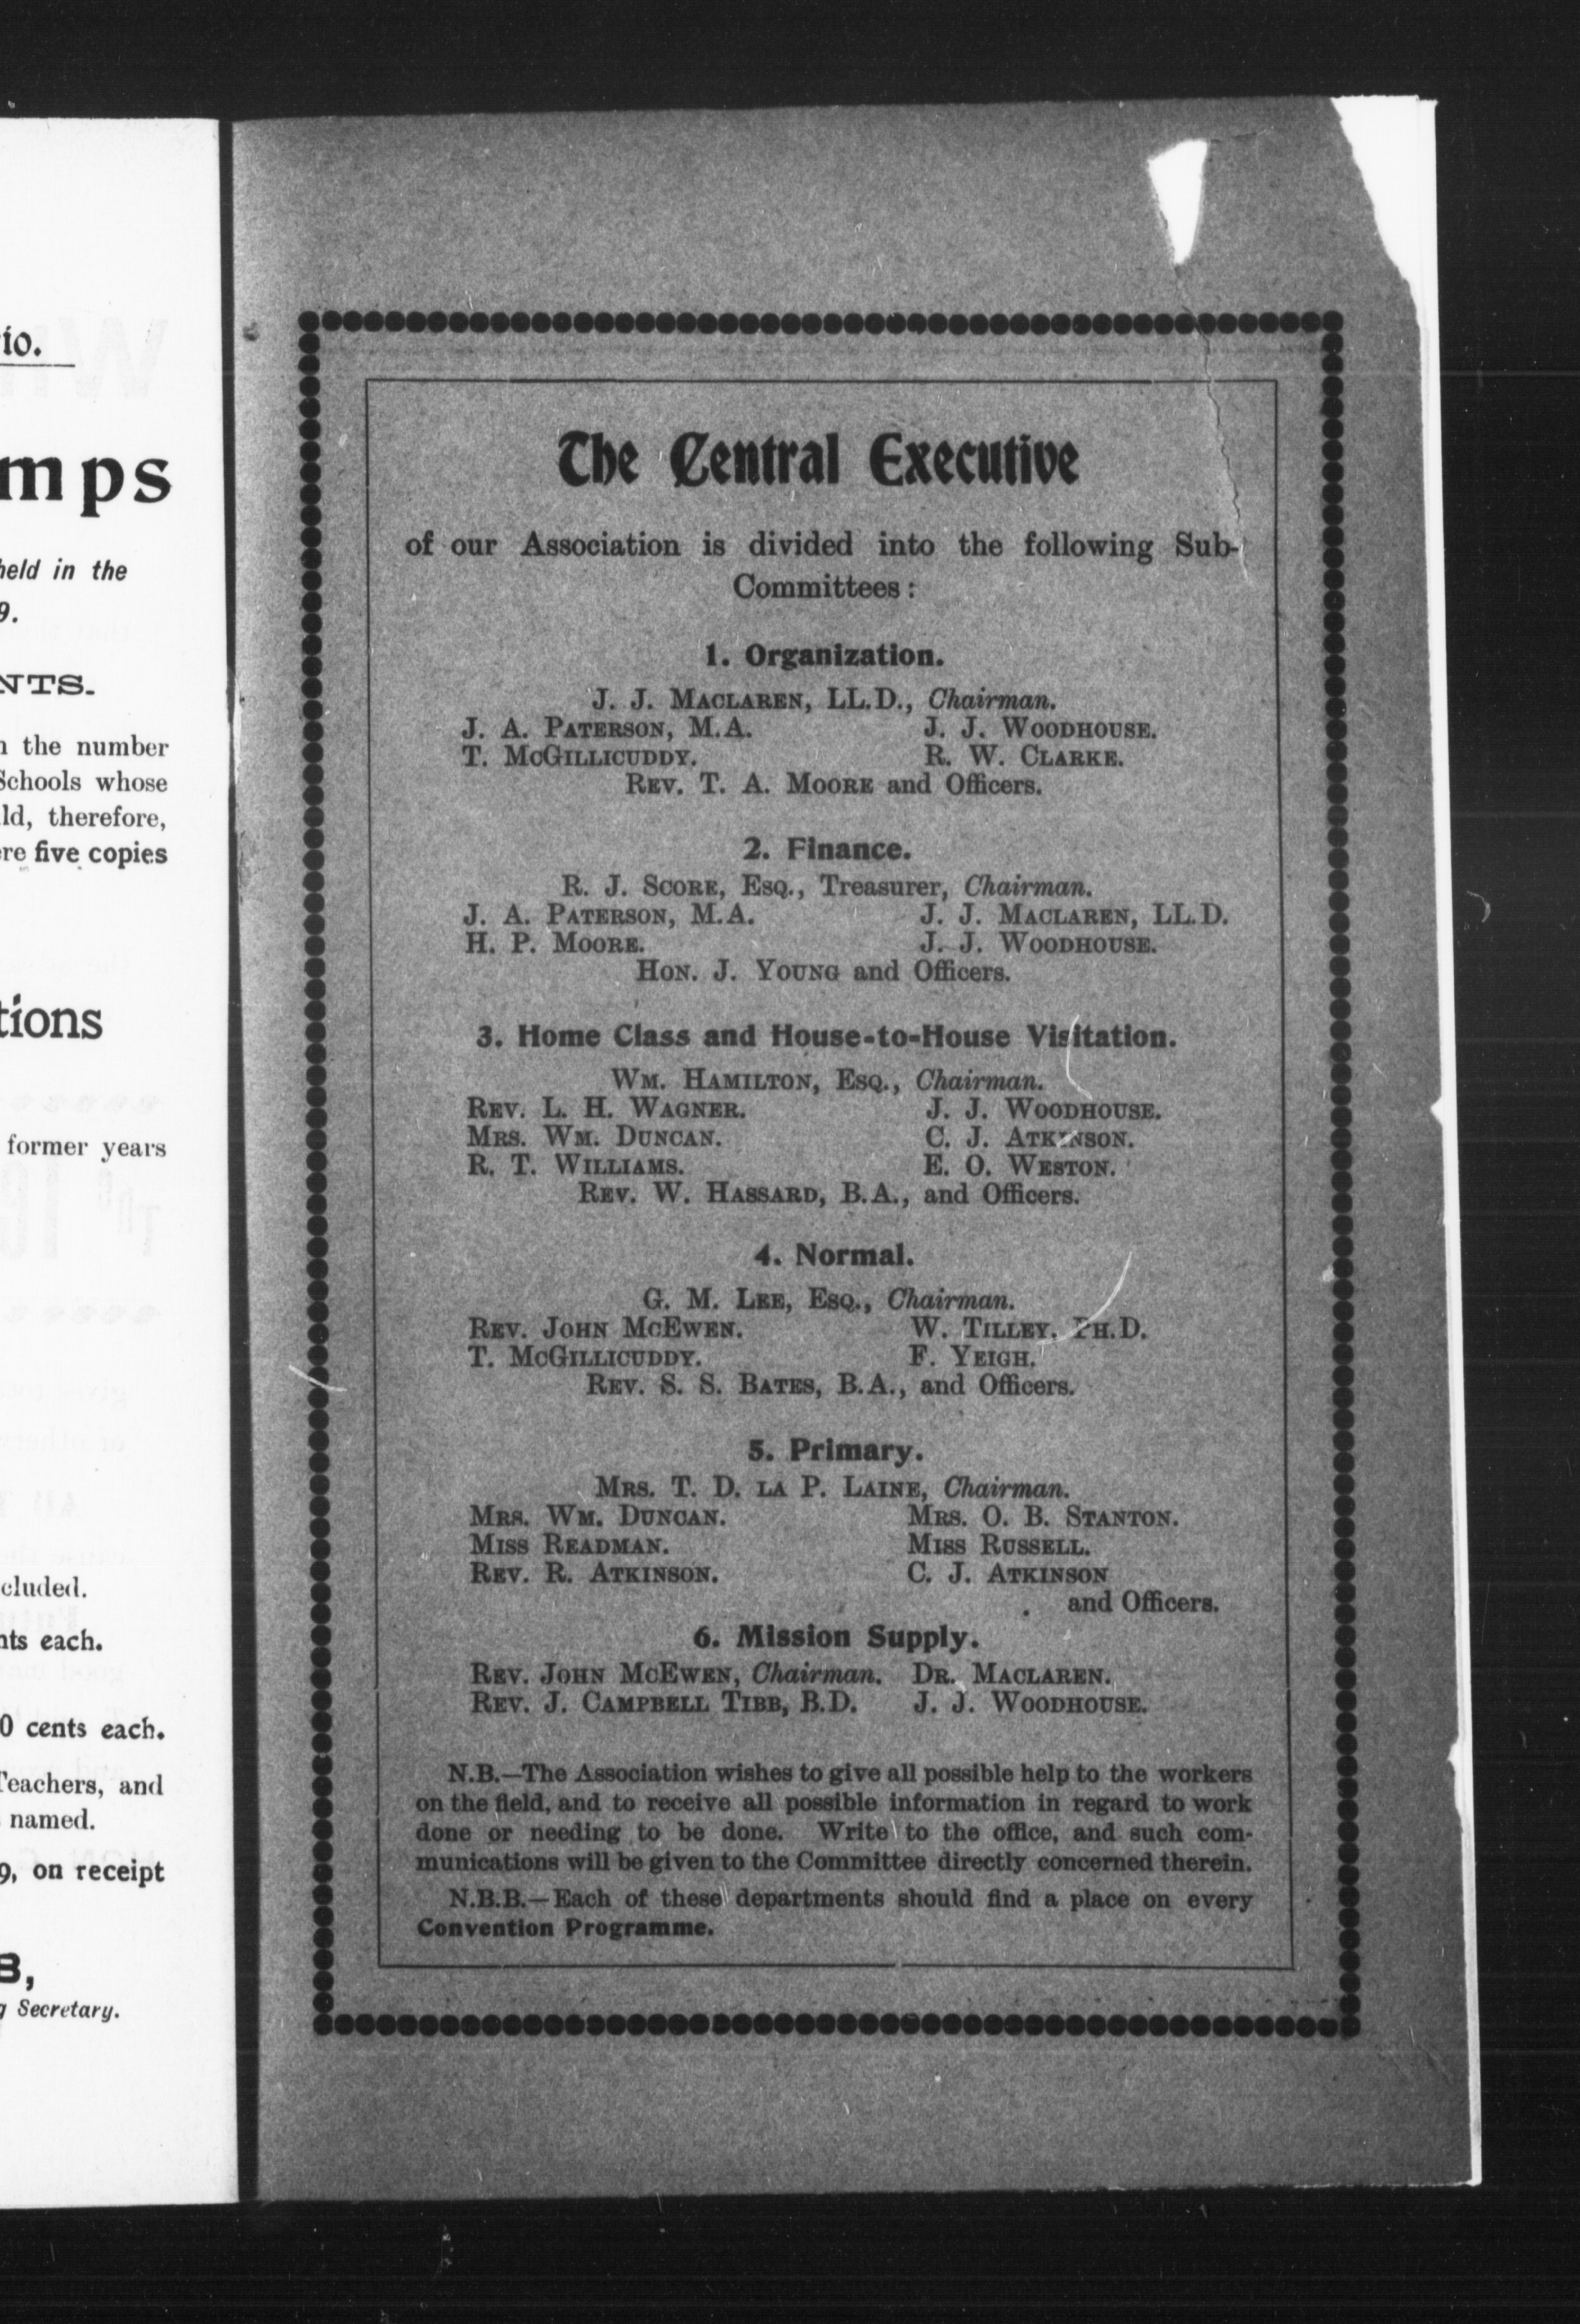 io.
mps
held in the
9.
NTS.
n the number
Schools whose
ld, therefore,
re five copies
tions
former years
cluded.
nts each.
0 cents each.
Teachers, and
named.
9, on receipt
B,
g Secretary.
The Central Executive
of our Association is divided into the following Sub-
Committees:
1. Organization.
J. J. MACLAREN, LL.D., Chairman.
J. A. PATERSON, M.A. J. J. WOODHOUSE.
T. MCGILLICUDDY. R. W. CLARKE.
REV. T. A. MOORE and Officers.
2. Finance.
R. J. SCORE, ESQ., Treasurer, Chairman.
J. A. PATERSON, M.A. J. J. MACLAREN, LL.D.
H. P. MOORE. J. J. WOODHOUSE.
HON. J. YOUNG and Officers.
3. Home Class and House-to-House Visitation.
WM. HAMILTON, ESQ., Chairman.
REV. L. H. WAGNER. J. J. WOODHOUSE.
MRS. WM. DUNCAN. C. J. ATKINSON.
R. T. WILLIAMS. E. O. WESTON.
REV. W. HASSARD, B.A., and Officers.
4. Normal.
G. M. LEE, ESQ., Chairman.
REV. JOHN MCEWEN. W. TILLEY, PH.D.
T. MCGILLICUDDY. F. YEIGH.
REV. S. S. BATES, B.A., and Officers.
5. Primary.
MRS. T. D. LA P. LAINE, Chairman.
MRS. WM. DUNCAN. MRS. O. B. STANTON.
MISS READMAN. MISS RUSSELL.
REV. R. ATKINSON. C. J. ATKINSON
and Officers.
6. Mission Supply.
REV. JOHN MCEWEN, Chairman. DR. MACLAREN.
REV. J. CAMPBELL TIBB, B.D. J. J. WOODHOUSE.
N.B.—The Association wishes to give all possible help to the workers
on the field, and to receive all possible information in regard to work
done or needing to be done. Write to the office, and such com-
munications will be given to the Committee directly concerned therein.
N.B.B.—Each of these departments should find a place on every
Convention Programme.